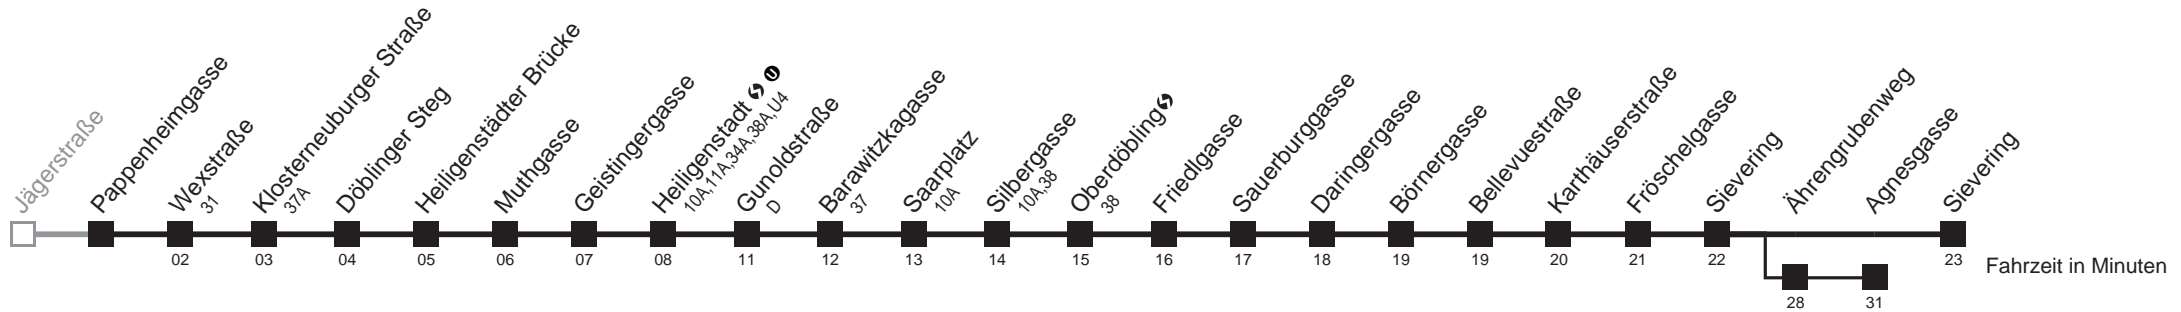 Jägerstraße
Pappenheimgasse
Wexstraße
31
Klosterneuburger Straße
37A
Döblinger Steg
Heiligenstädter Brücke
Muthgasse
Geistingergasse
Heiligenstadt U
10A,11A,34A,38A,U4
Gunoldstraße
D
Barawitzkagasse
37
Saarplatz
10A
Silbergasse
10A,38
Oberdöbling
38
Friedlgasse
Sauerburggasse
Daringergasse
Börnergasse
Bellevuestraße
Karthäuserstraße
Fröschelgasse
Sievering
Ährengrubenweg
Agnesgasse
Sievering
02 03 04 05 06 07 08 11 12 13 14 15 16 17 18 19 19 20 21 22 23
Fahrzeit in Minuten
28 31